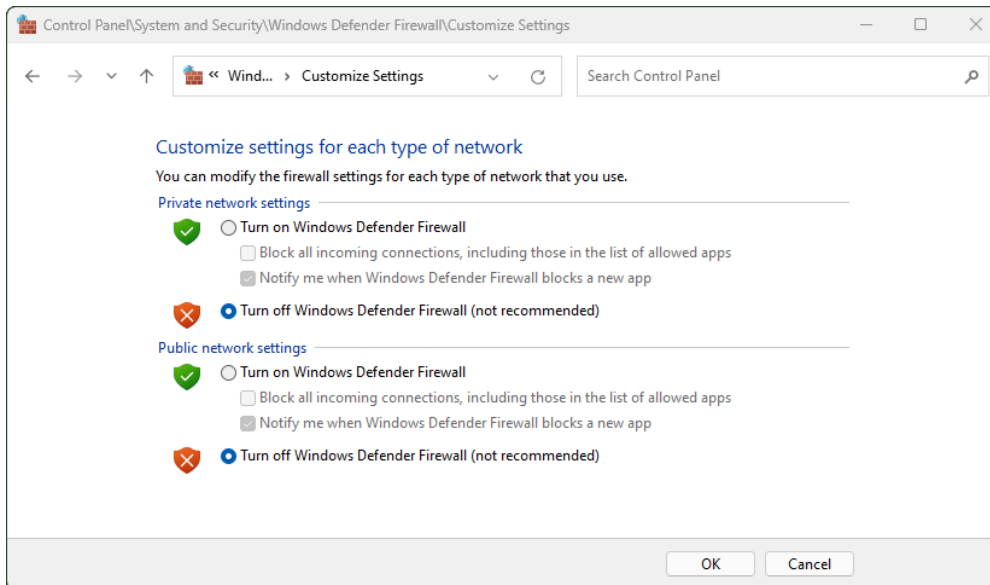 Control Panel\System and Security\Windows Defender Firewall\Customize Settings
« Wind... › Customize Settings
Search Control Panel
Customize settings for each type of network
You can modify the firewall settings for each type of network that you use.
Private network settings
Turn on Windows Defender Firewall
Block all incoming connections, including those in the list of allowed apps
Notify me when Windows Defender Firewall blocks a new app
Turn off Windows Defender Firewall (not recommended)
Public network settings
Turn on Windows Defender Firewall
Block all incoming connections, including those in the list of allowed apps
Notify me when Windows Defender Firewall blocks a new app
Turn off Windows Defender Firewall (not recommended)
OK
Cancel